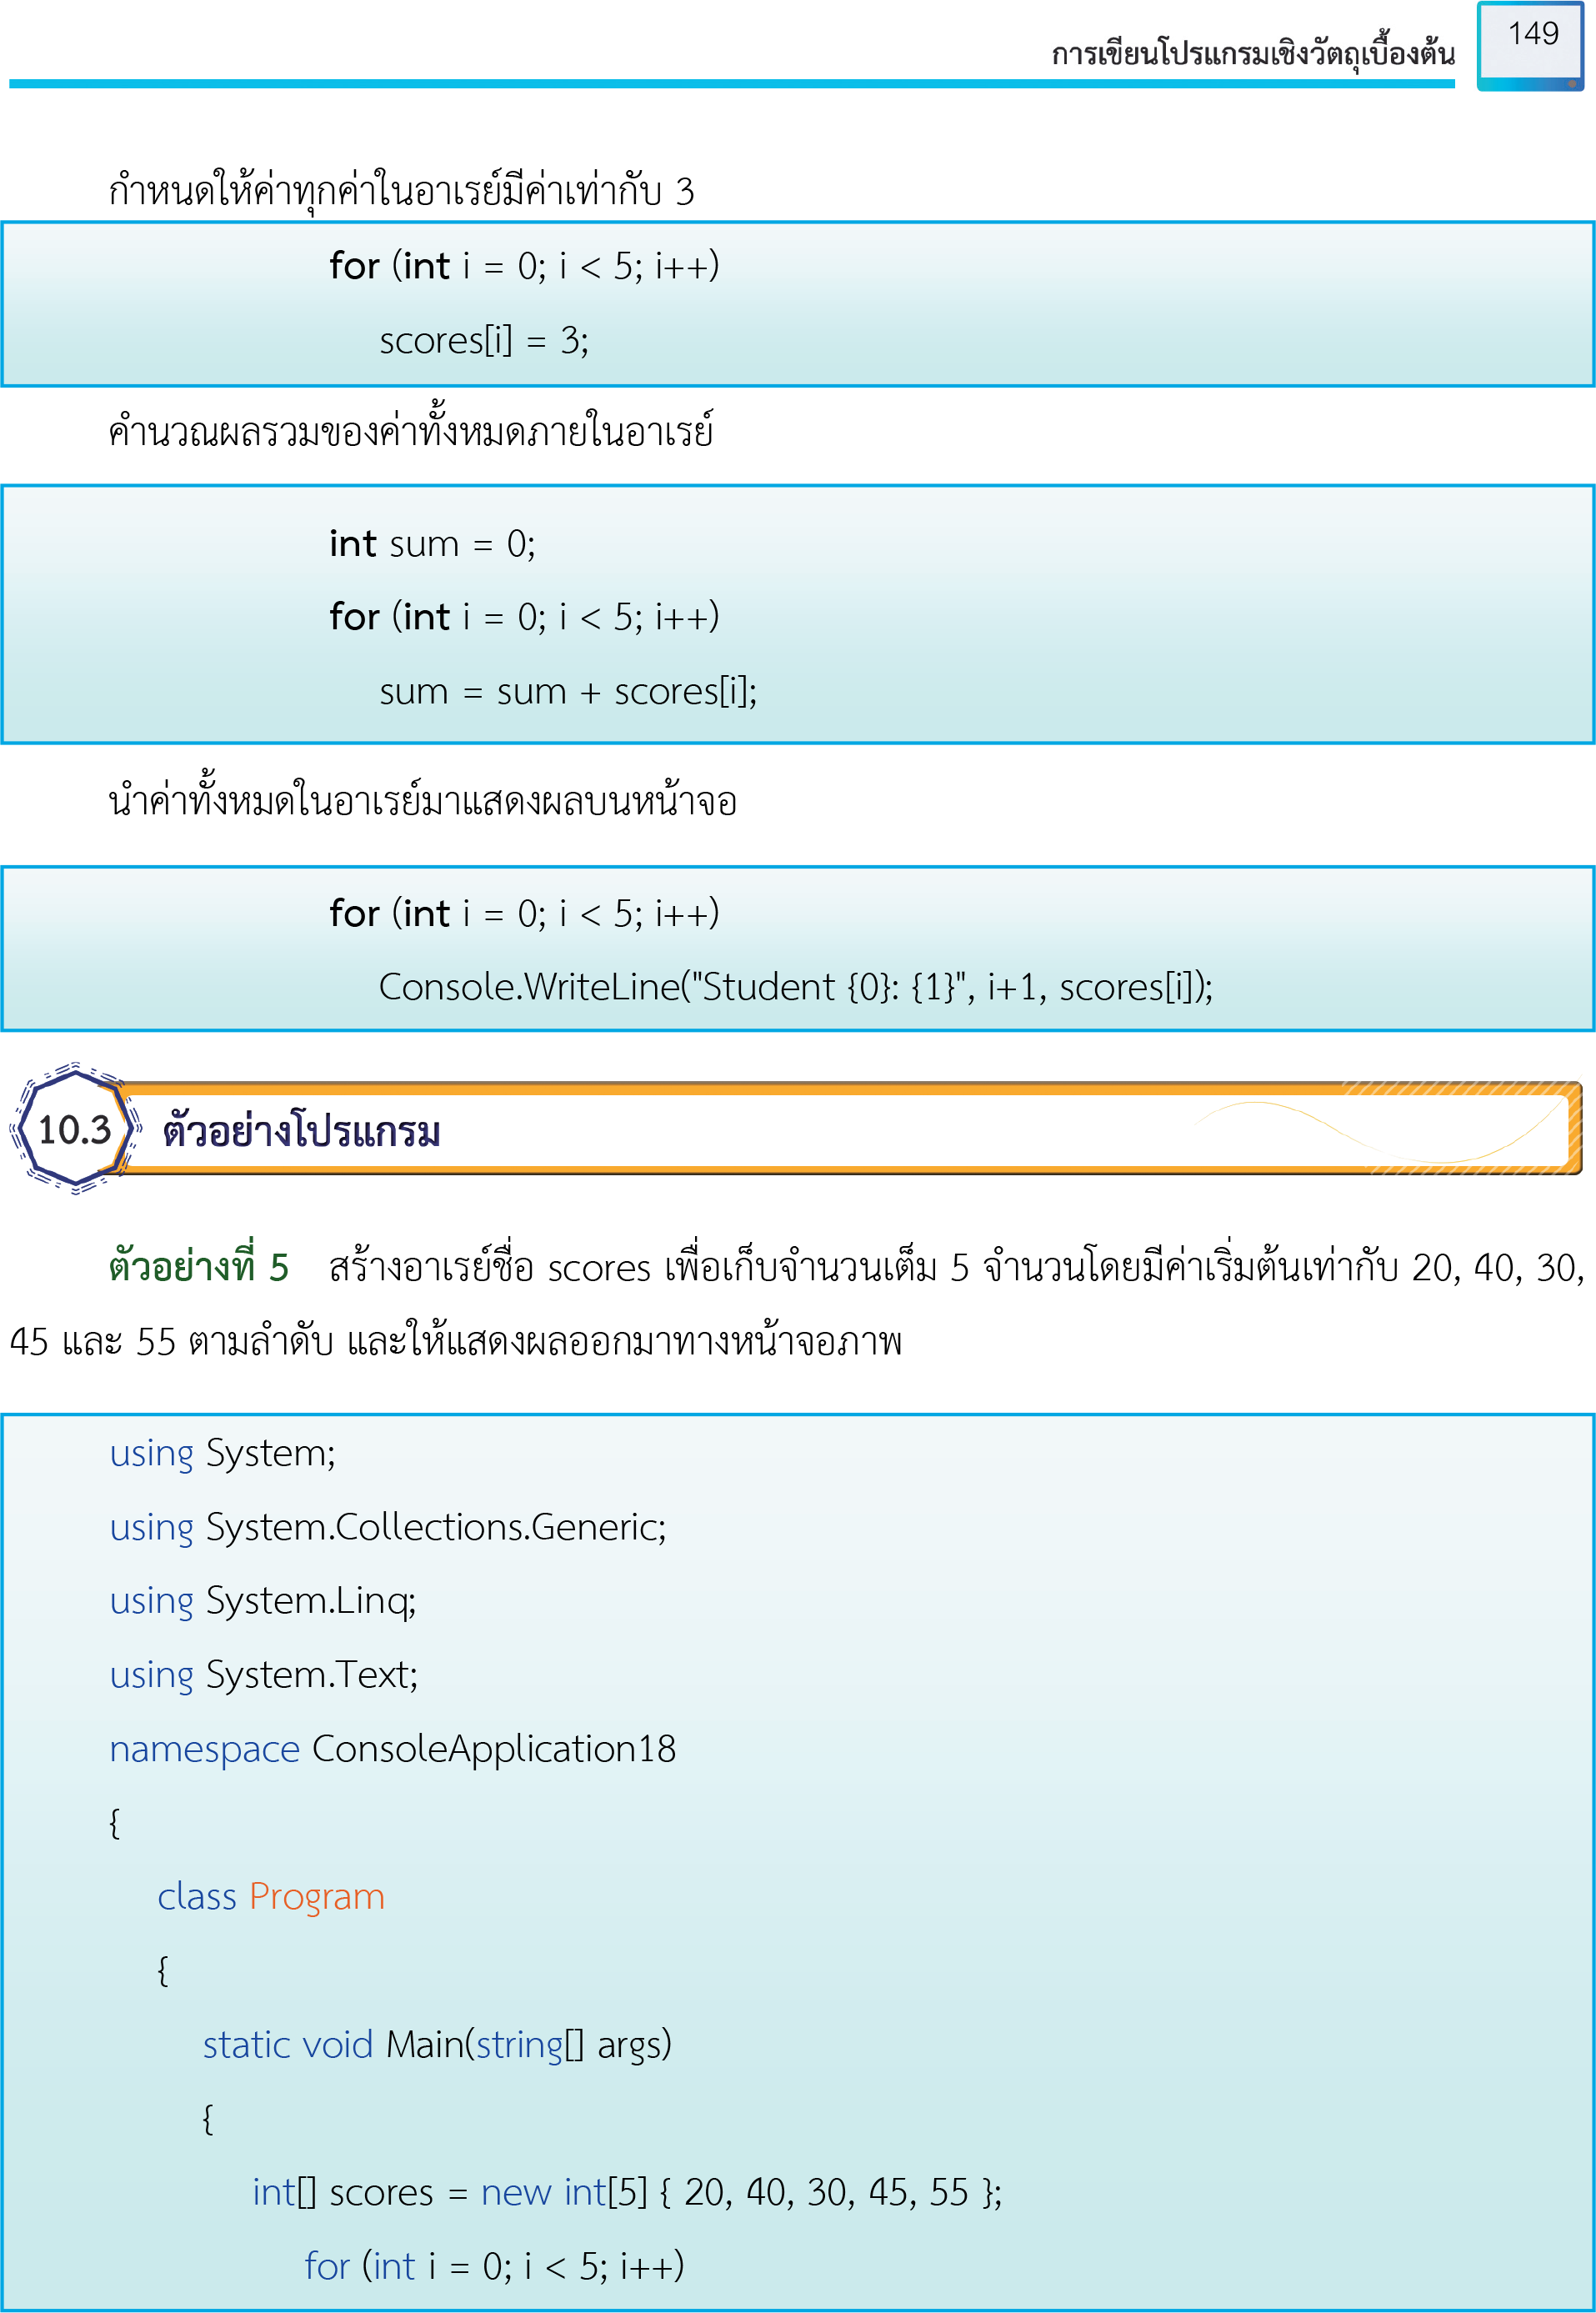 การเขียนโปรแกรมเชิงวัตถุเบื้องต้น
149
กำหนดให้ค่าทุกค่าในอาเรย์มีค่าเท่ากับ 3
for (int i = 0; i < 5; i++)
scores[i] = 3;
คำนวณผลรวมของค่าทั้งหมดภายในอาเรย์
int sum = 0;
for (int i = 0; i < 5; i++)
sum = sum + scores[i];
นำค่าทั้งหมดในอาเรย์มาแสดงผลบนหน้าจอ
for (int i = 0; i < 5; i++)
Console.WriteLine("Student {0}: {1}", i+1, scores[i]);
10.3 ตัวอย่างโปรแกรม
ตัวอย่างที่ 5 สร้างอาเรย์ชื่อ scores เพื่อเก็บจำนวนเต็ม 5 จำนวนโดยมีค่าเริ่มต้นเท่ากับ 20, 40, 30,
45 และ 55 ตามลำดับ และให้แสดงผลออกมาทางหน้าจอภาพ
using System;
using System.Collections.Generic;
using System.Linq;
using System.Text;
namespace ConsoleApplication18
{
class Program
{
static void Main(string[] args)
{
int[] scores = new int[5] { 20, 40, 30, 45, 55 };
for (int i = 0; i < 5; i++)